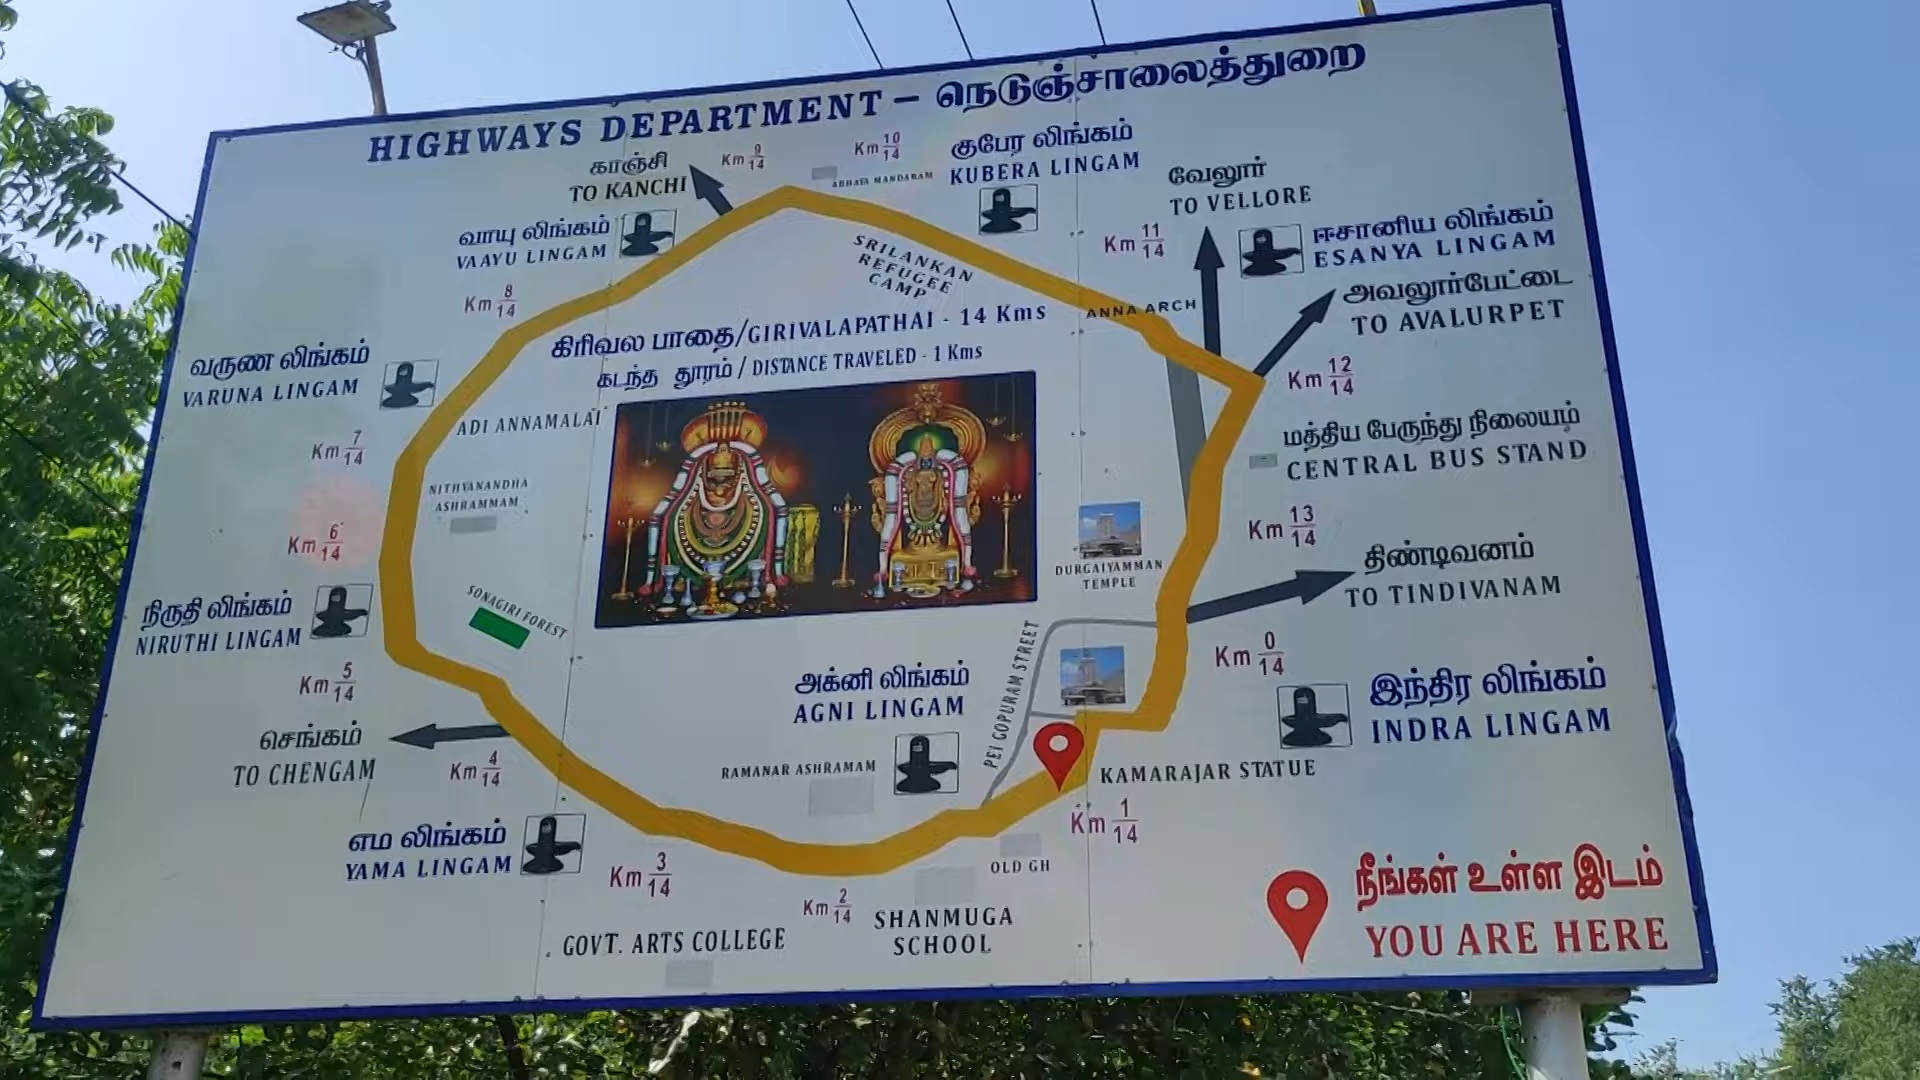 HIGHWAYS DEPARTMENT – நெடுஞ்சாலைத்துறை
காஞ்சி
TO KANCHI
Km 9/14
Km 10/14
ABHAYA MANDABAM
குபேர லிங்கம்
KUBERA LINGAM
வேலூர்
TO VELLORE
Km 11/14
ஈசானிய லிங்கம்
ESANYA LINGAM
அவலூர்பேட்டை
TO AVALURPET
வாயு லிங்கம்
VAAYU LINGAM
Km 8/14
SRILANKAN
REFUGEE
CAMP
ANNA ARCH
கிரிவல பாதை/GIRIVALAPATHAI - 14 Kms
கடந்த தூரம் / DISTANCE TRAVELED - 1 Kms
வருண லிங்கம்
VARUNA LINGAM
Km 12/14
ADI ANNAMALAI
Km 7/14
மத்திய பேருந்து நிலையம்
CENTRAL BUS STAND
NITHYANANDHA
ASHRAMMAM
Km 6/14
Km 13/14
DURGAIYAMMAN
TEMPLE
திண்டிவனம்
TO TINDIVANAM
நிருதி லிங்கம்
NIRUTHI LINGAM
SONAGIRI FOREST
Km 0/14
PEI GOPURAM STREET
Km 5/14
அக்னி லிங்கம்
AGNI LINGAM
இந்திர லிங்கம்
INDRA LINGAM
செங்கம்
TO CHENGAM
Km 4/14
RAMANAR ASHRAMAM
KAMARAJAR STATUE
Km 1/14
எம லிங்கம்
YAMA LINGAM
Km 3/14
OLD GH
Km 2/14
SHANMUGA
SCHOOL
GOVT. ARTS COLLEGE
நீங்கள் உள்ள இடம்
YOU ARE HERE